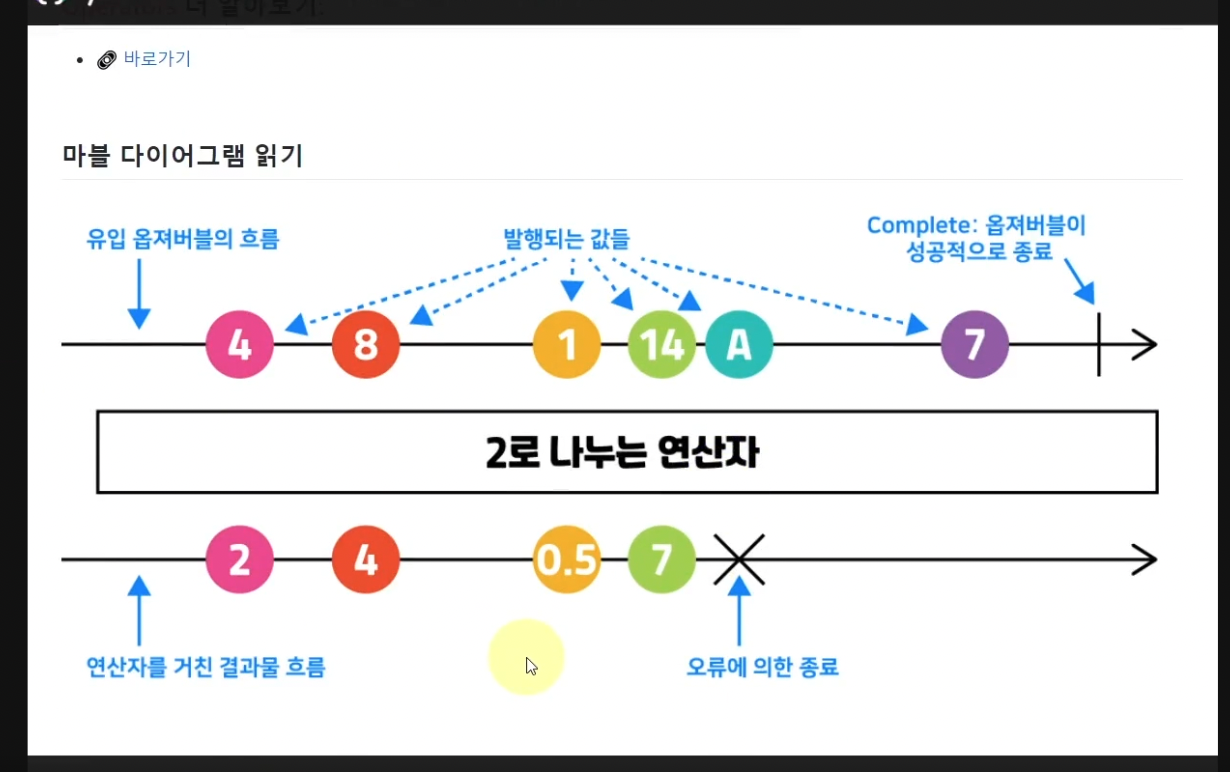 더 알아보기:
바로가기
마블 다이어그램 읽기
유입 옵져버블의 흐름
발행되는 값들
Complete: 옵져버블이
성공적으로 종료
4 8 1 14 A 7
2로 나누는 연산자
2 4 0.5 7
연산자를 거친 결과물 흐름
오류에 의한 종료